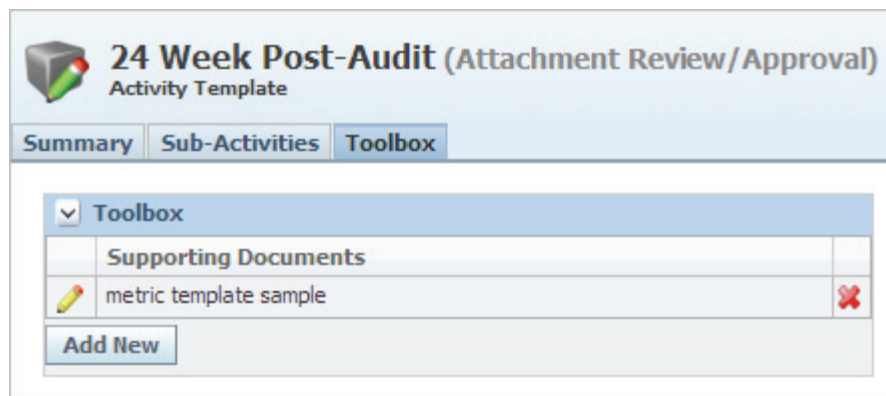 24 Week Post-Audit (Attachment Review/Approval)
Activity Template
Summary Sub-Activities Toolbox
Toolbox
Supporting Documents
metric template sample
Add New